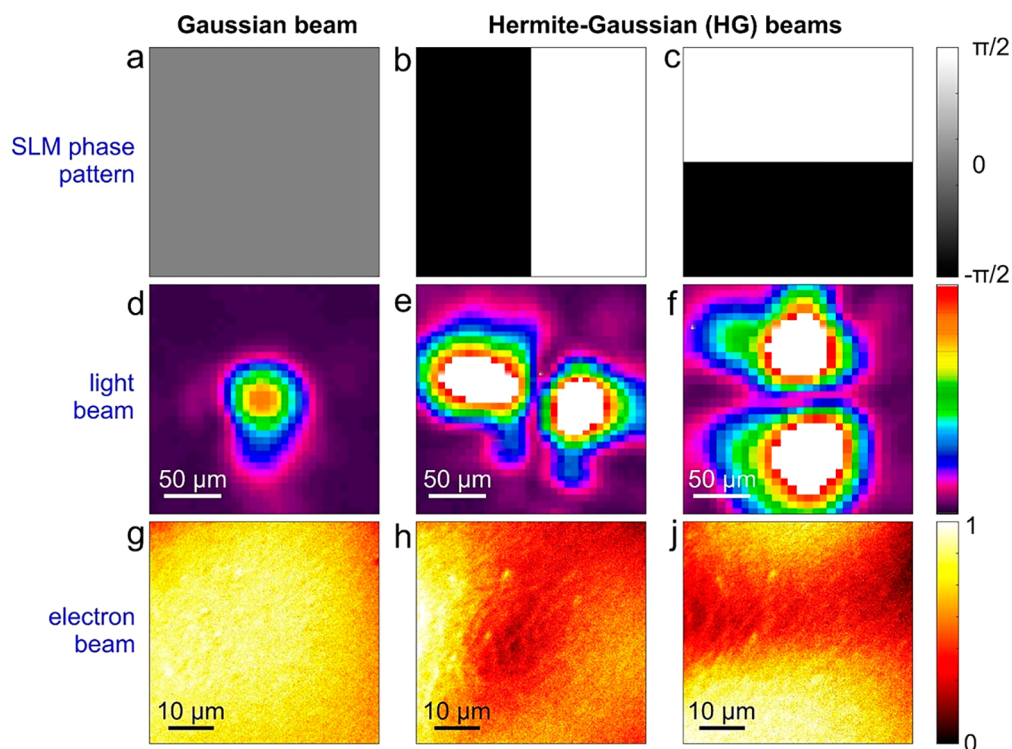 Gaussian beam
Hermite-Gaussian (HG) beams
a
b
c
π/2
SLM phase
pattern
0
-π/2
d
e
f
light
beam
50 μm
50 μm
50 μm
g
h
j
1
electron
beam
10 μm
10 μm
10 μm
0